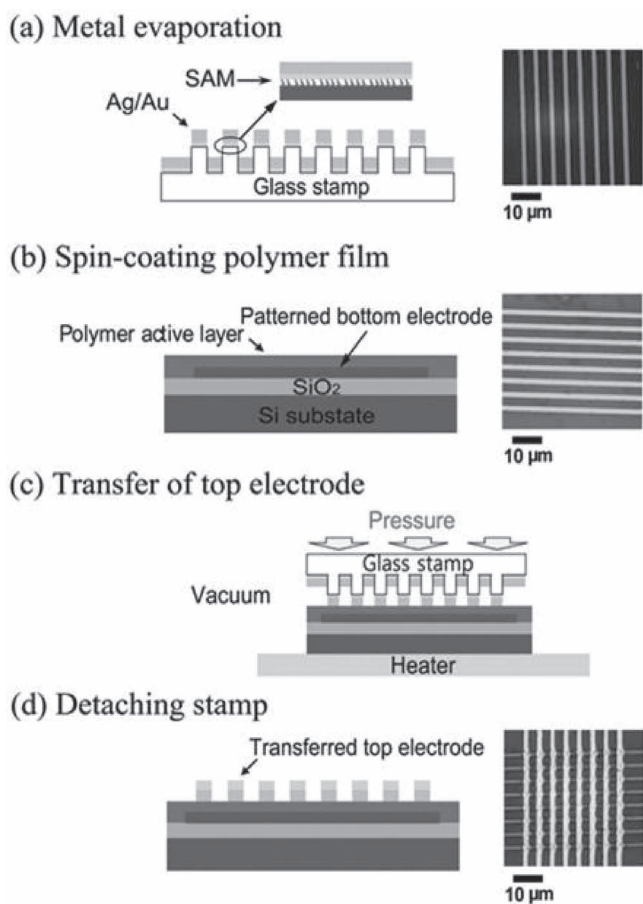 (a) Metal evaporation
SAM
Ag/Au
Glass stamp
10 µm
(b) Spin-coating polymer film
Patterned bottom electrode
Polymer active layer
SiO₂
Si substate
10 µm
(c) Transfer of top electrode
Pressure
Glass stamp
Vacuum
Heater
(d) Detaching stamp
Transferred top electrode
10 µm